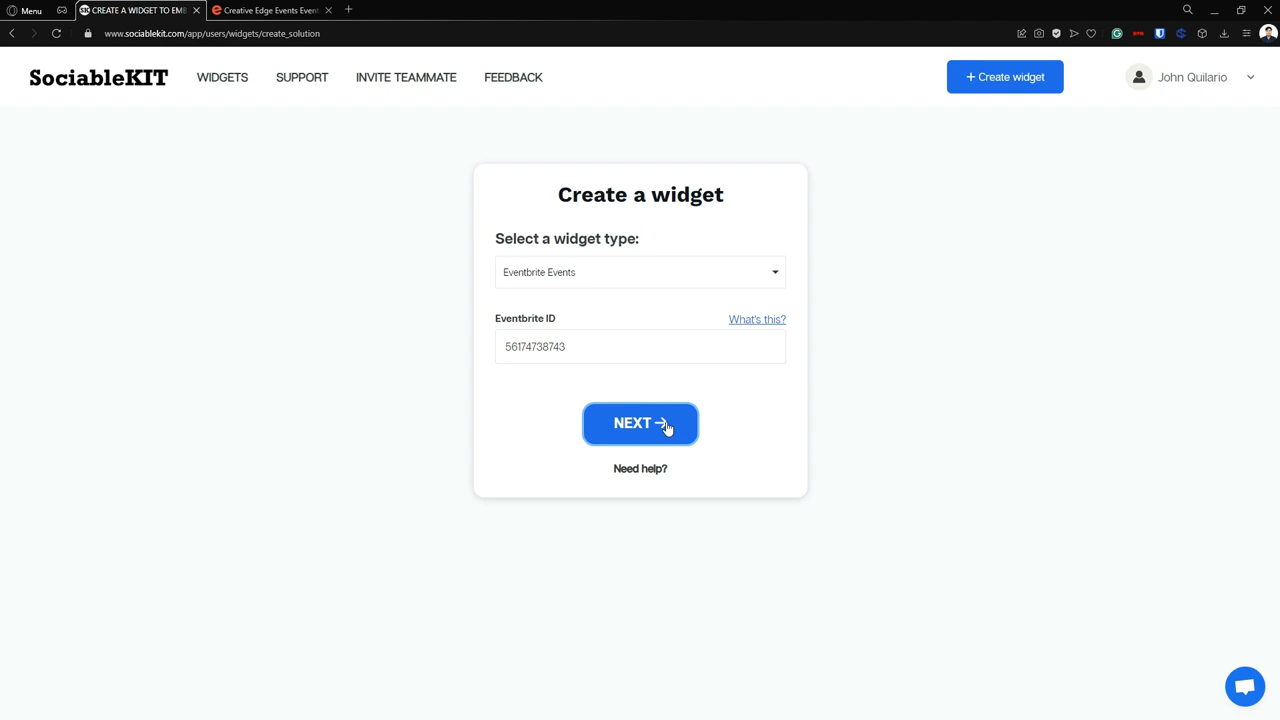 Menu
CREATE A WIDGET TO EMB
Creative Edge Events Event
www.sociablekit.com/app/users/widgets/create_solution
SociableKIT
WIDGETS
SUPPORT
INVITE TEAMMATE
FEEDBACK
+ Create widget
John Quilario
Create a widget
Select a widget type:
Eventbrite Events
Eventbrite ID
What's this?
56174738743
NEXT →
Need help?